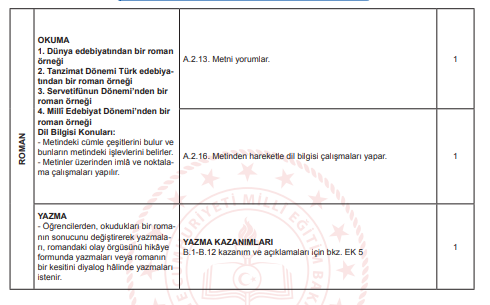 ROMAN
OKUMA
1. Dünya edebiyatından bir roman
örneği
2. Tanzimat Dönemi Türk edebiya-
tından bir roman örneği
3. Servetifünun Dönemi’nden bir
roman örneği
4. Millî Edebiyat Dönemi’nden bir
roman örneği
Dil Bilgisi Konuları:
- Metindeki cümle çeşitlerini bulur ve
bunların metindeki işlevlerini belirler.
- Metinler üzerinden imlâ ve nokta-
lama çalışmaları yapılır.
A.2.13. Metni yorumlar.
1
A.2.16. Metinden hareketle dil bilgisi çalışmaları yapar.
1
YAZMA
- Öğrencilerden, okudukları bir roma-
nın sonucunu değiştirerek yazmala-
rı, romandaki olay örgüsünü hikâye
formunda yazmaları veya romanın
bir kesitini diyalog hâlinde yazmaları
istenir.
YAZMA KAZANIMLARI
B.1-B.12 kazanım ve açıklamaları için bkz. EK 5
1